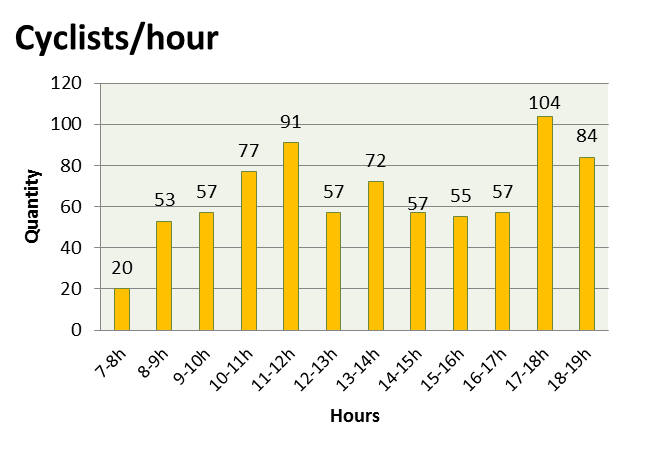 Cyclists/hour
120
100
80
60
40
20
0
Quantity
20
53
57
77
91
57
72
57
55
57
104
84
7-8h
8-9h
9-10h
10-11h
11-12h
12-13h
13-14h
14-15h
15-16h
16-17h
17-18h
18-19h
Hours